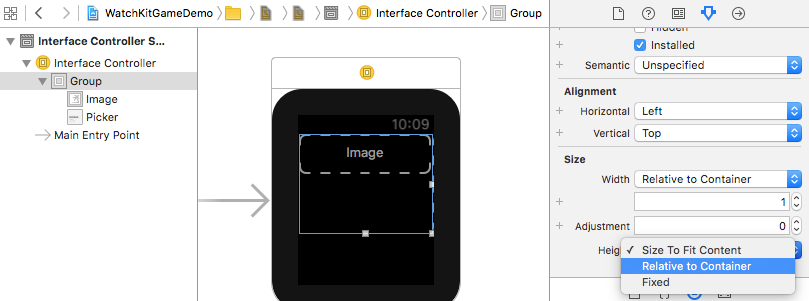 WatchKitGameDemo
Interface Controller
Group
Interface Controller S...
Interface Controller
Group
Image
Picker
Main Entry Point
10:09
Image
Installed
Semantic Unspecified
Alignment
Horizontal Left
Vertical Top
Size
Width Relative to Container
1
Adjustment 0
✓ Size To Fit Content
Relative to Container
Fixed